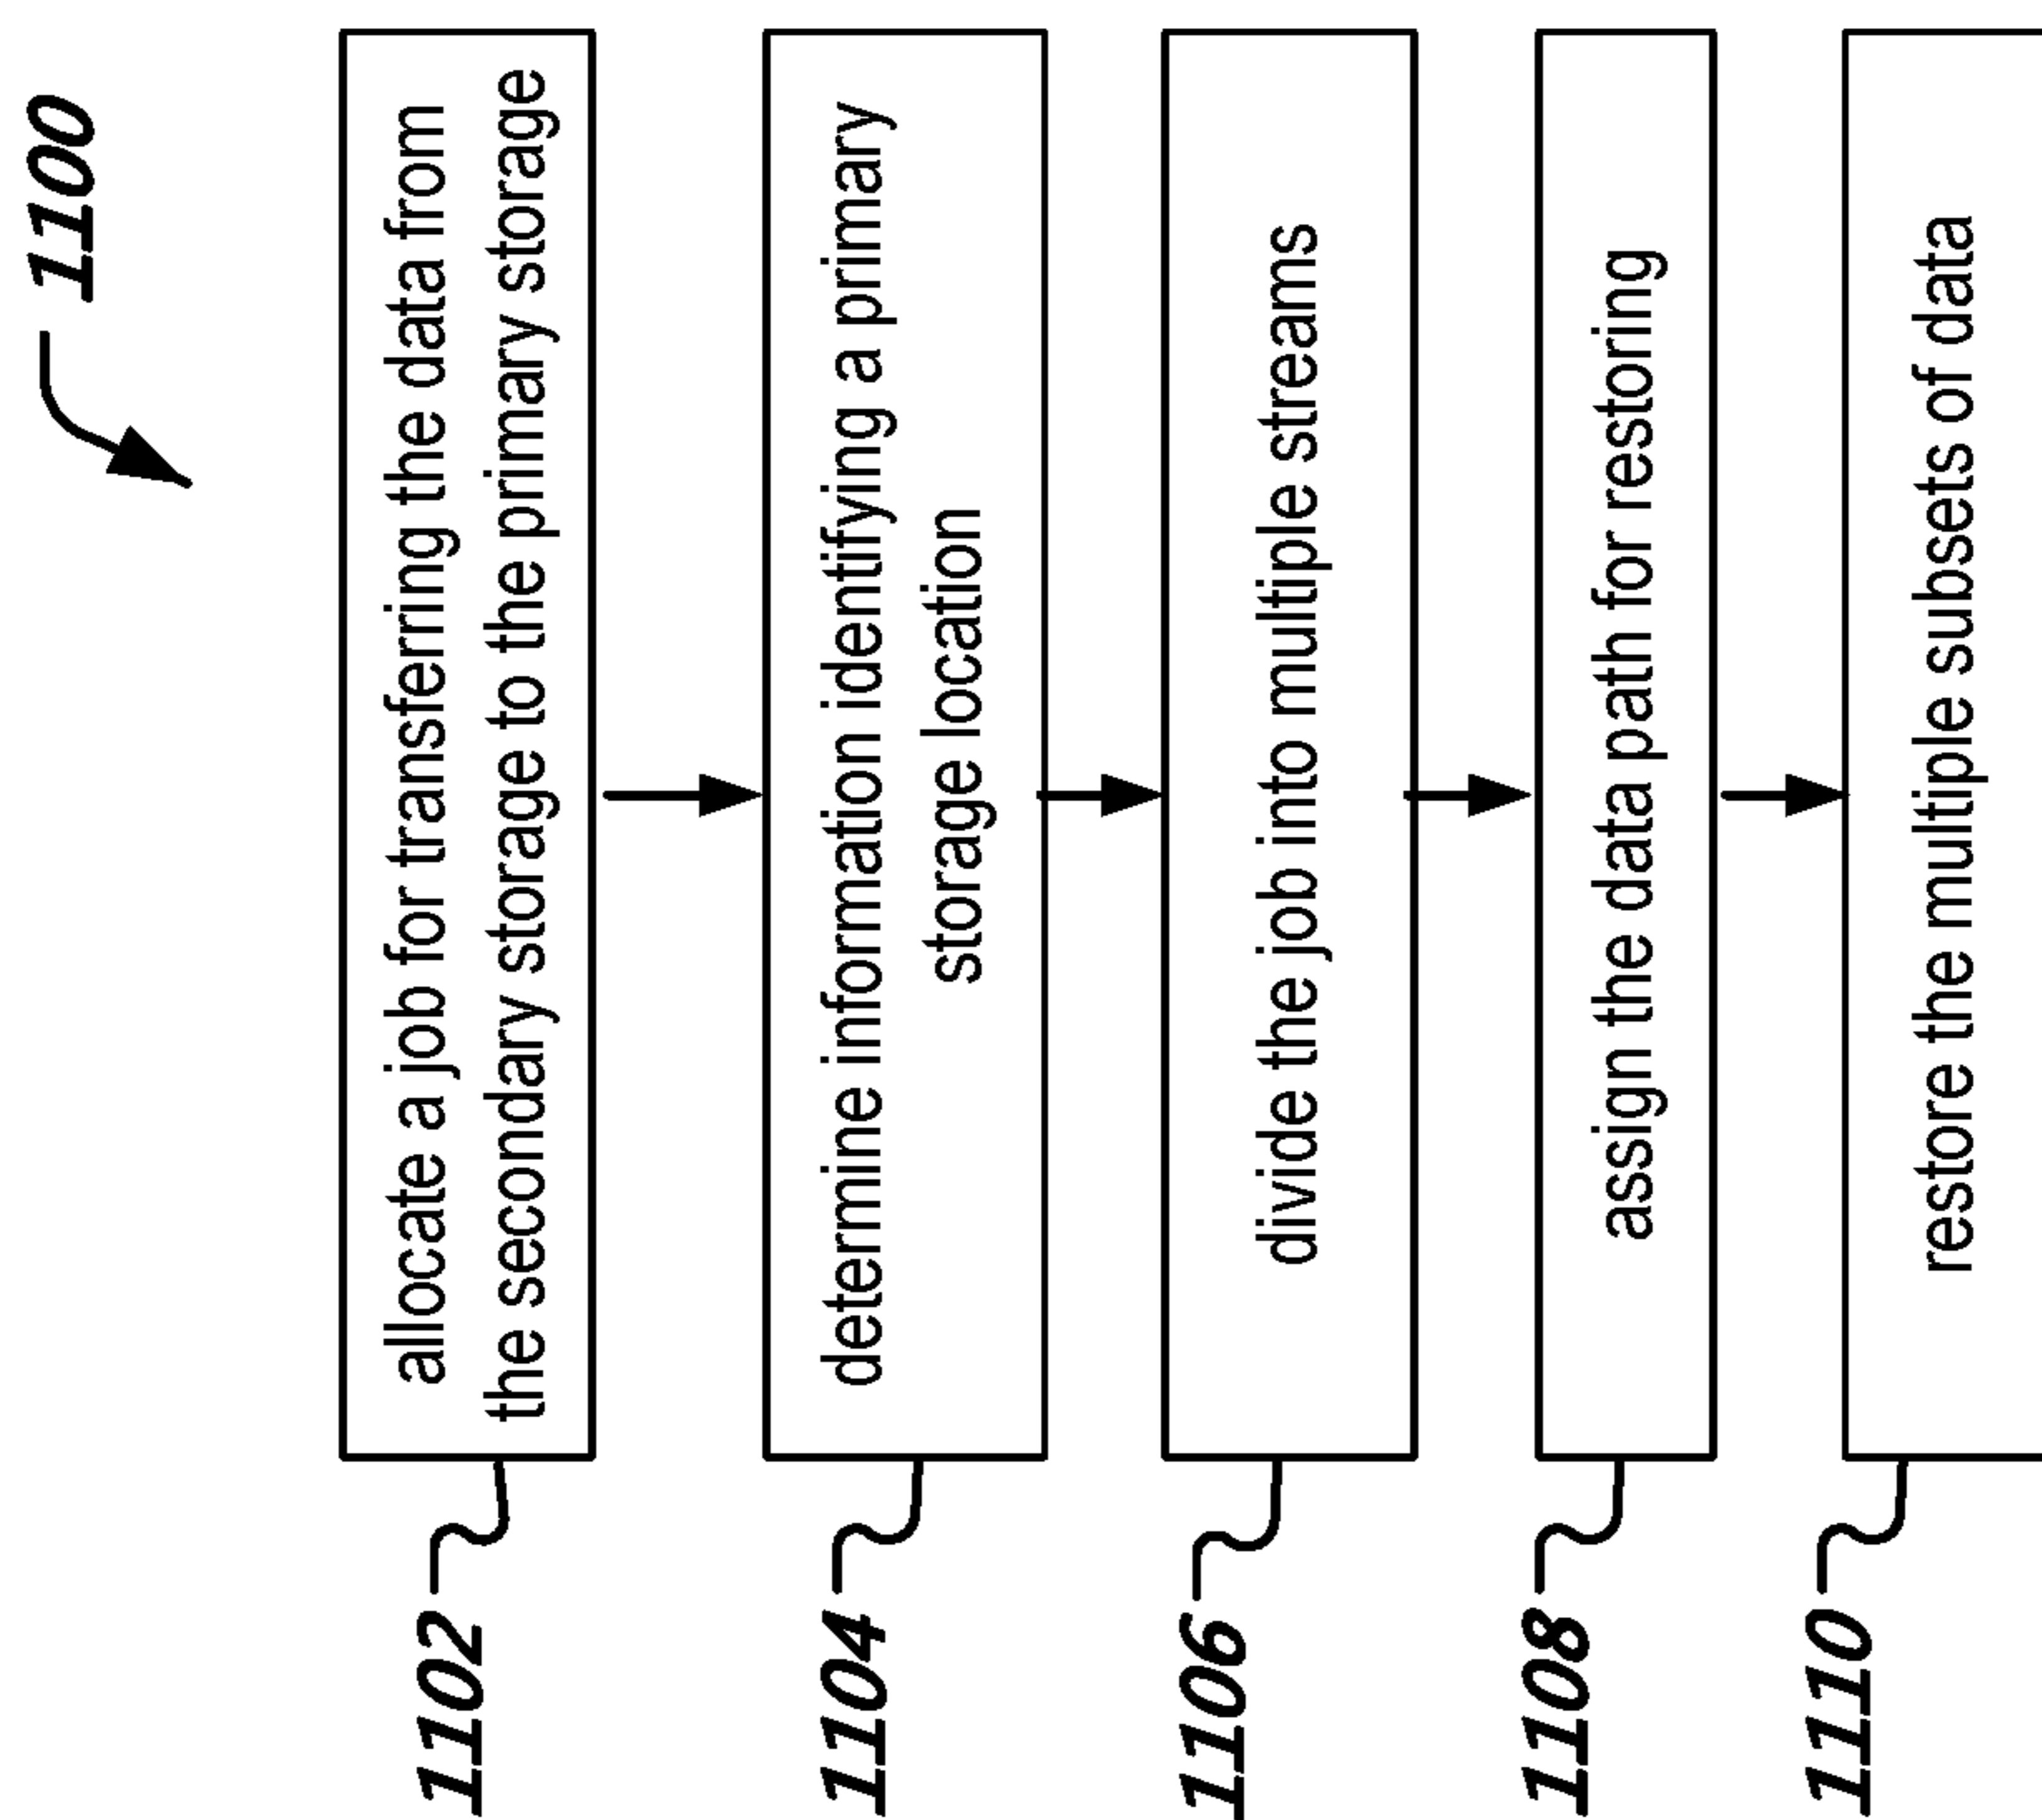 1100
1102
allocate a job for transferring the data from
the secondary storage to the primary storage
1104
determine information identifying a primary
storage location
1106
divide the job into multiple streams
1108
assign the data path for restoring
1110
restore the multiple subsets of data